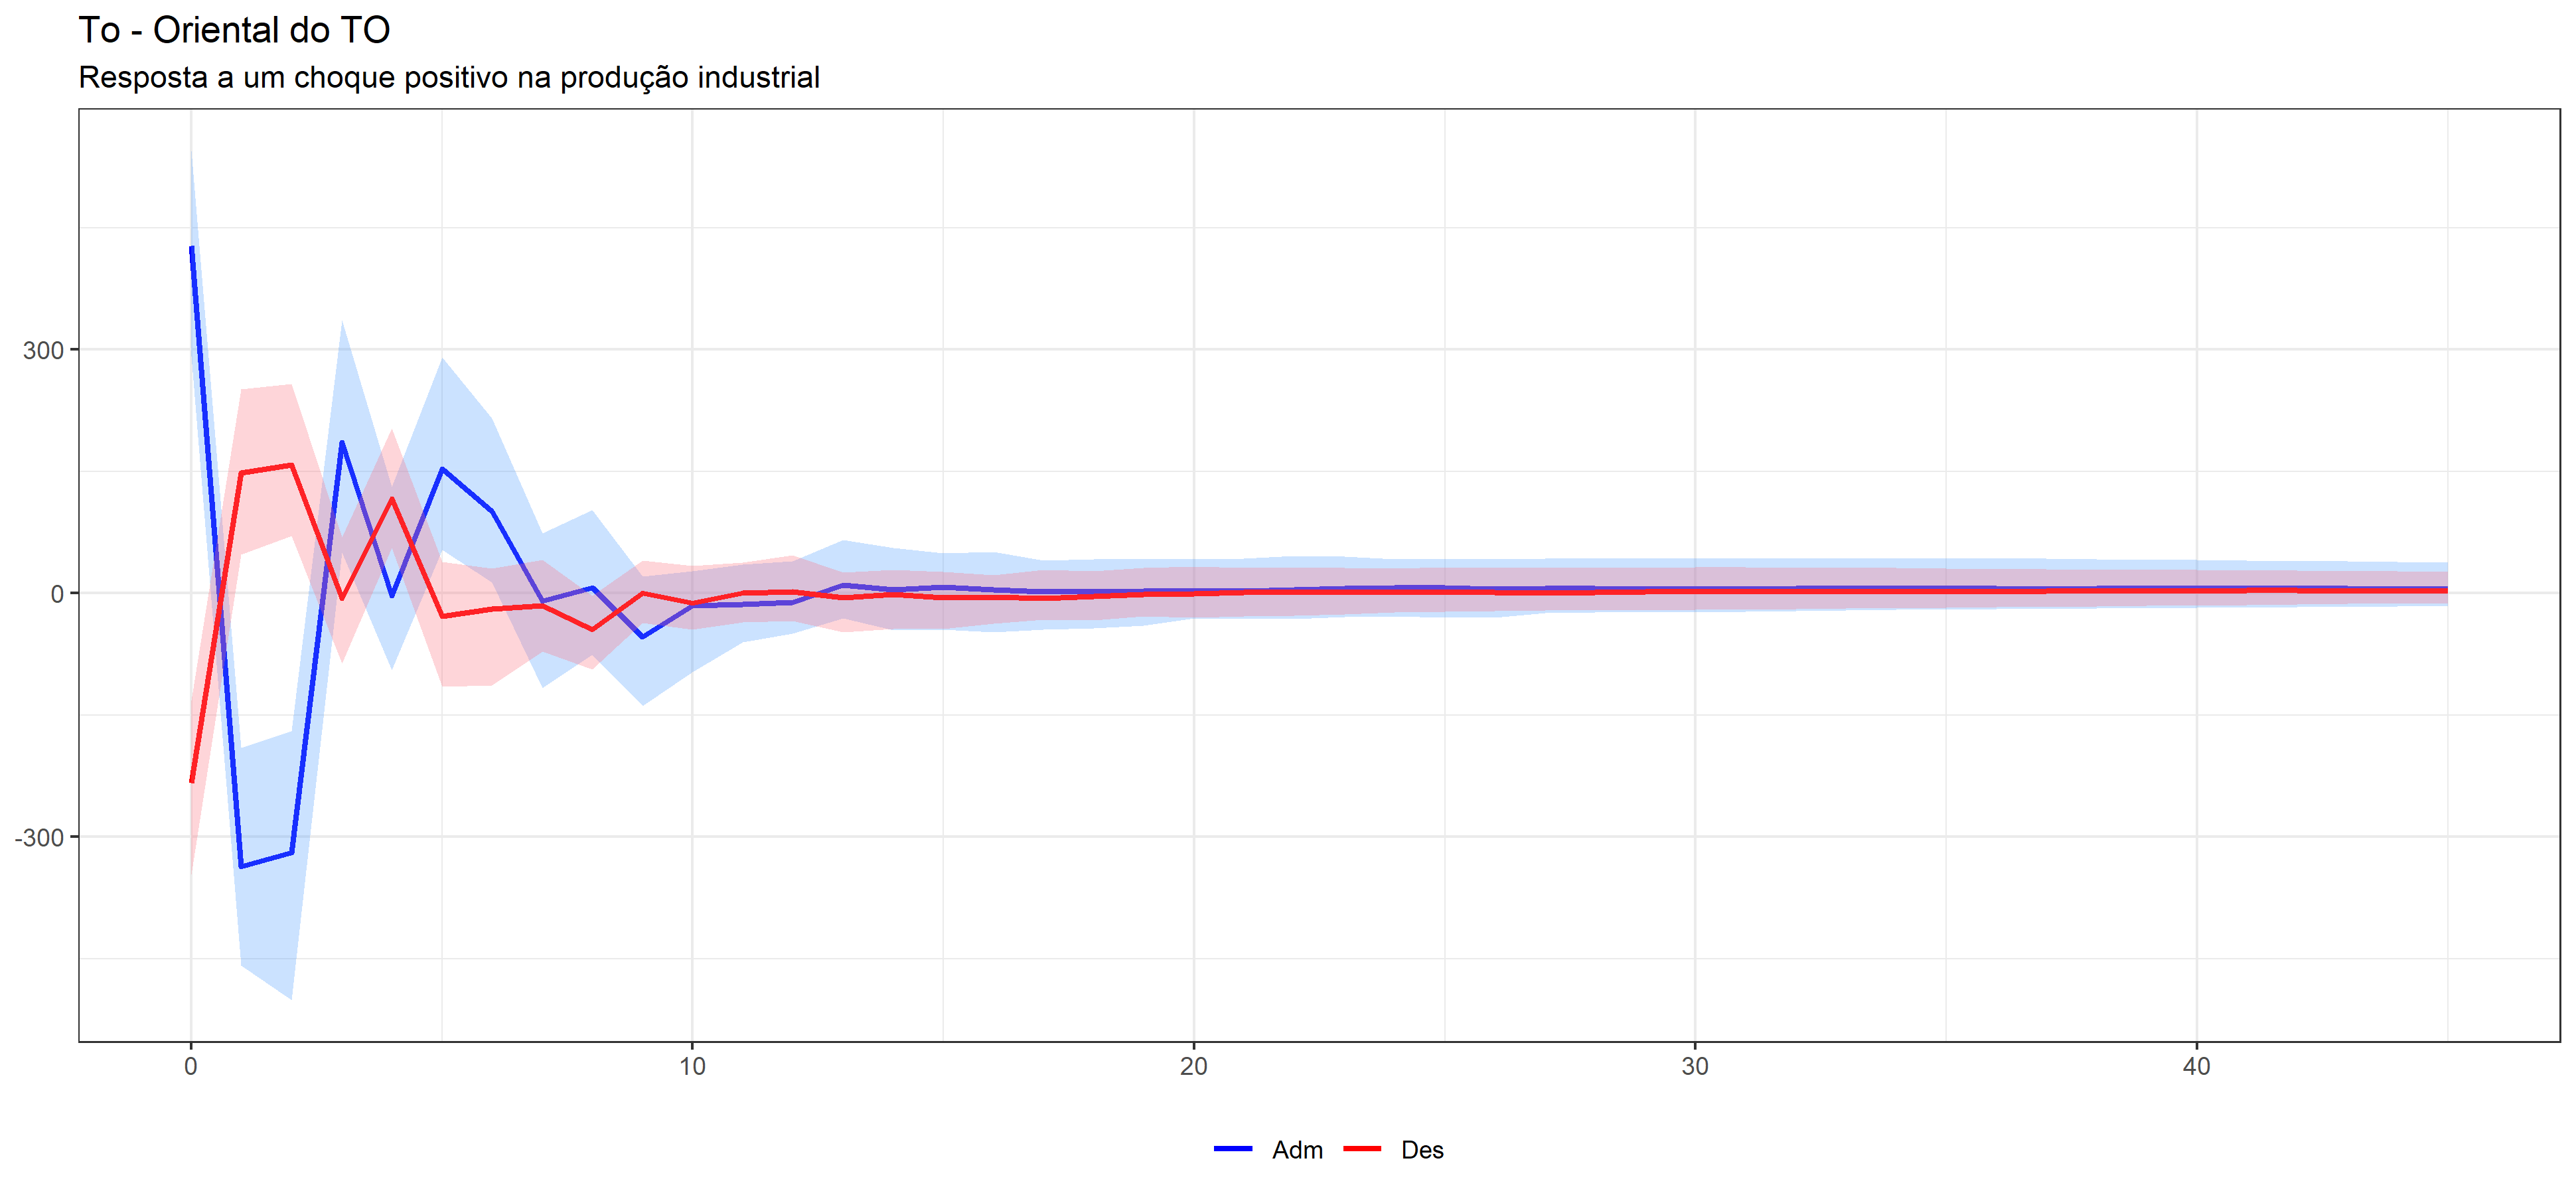 To - Oriental do TO
Resposta a um choque positivo na produção industrial
300
0
-300
0 10 20 30 40
Adm Des